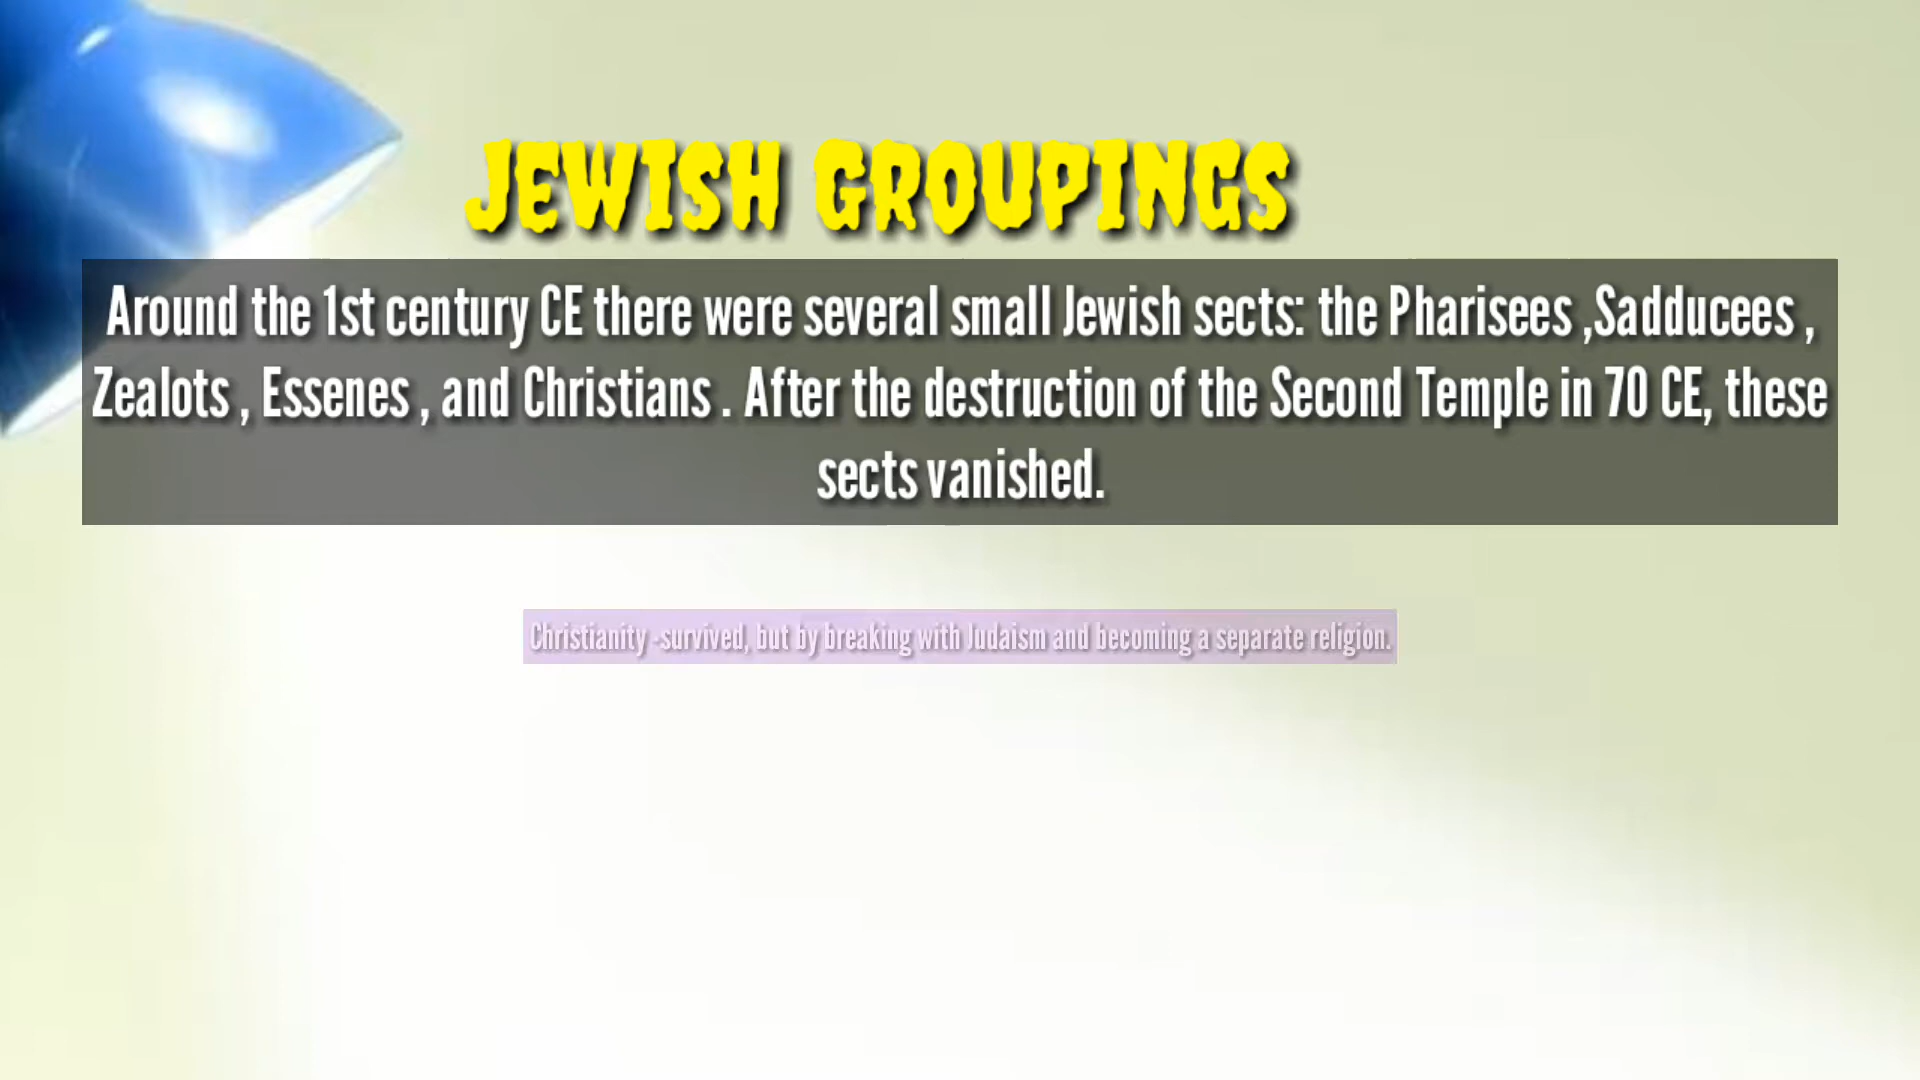 JEWISH GROUPINGS
Around the 1st century CE there were several small Jewish sects: the Pharisees ,Sadducees ,
Zealots , Essenes , and Christians . After the destruction of the Second Temple in 70 CE, these
sects vanished.
Christianity -survived, but by breaking with Judaism and becoming a separate religion.